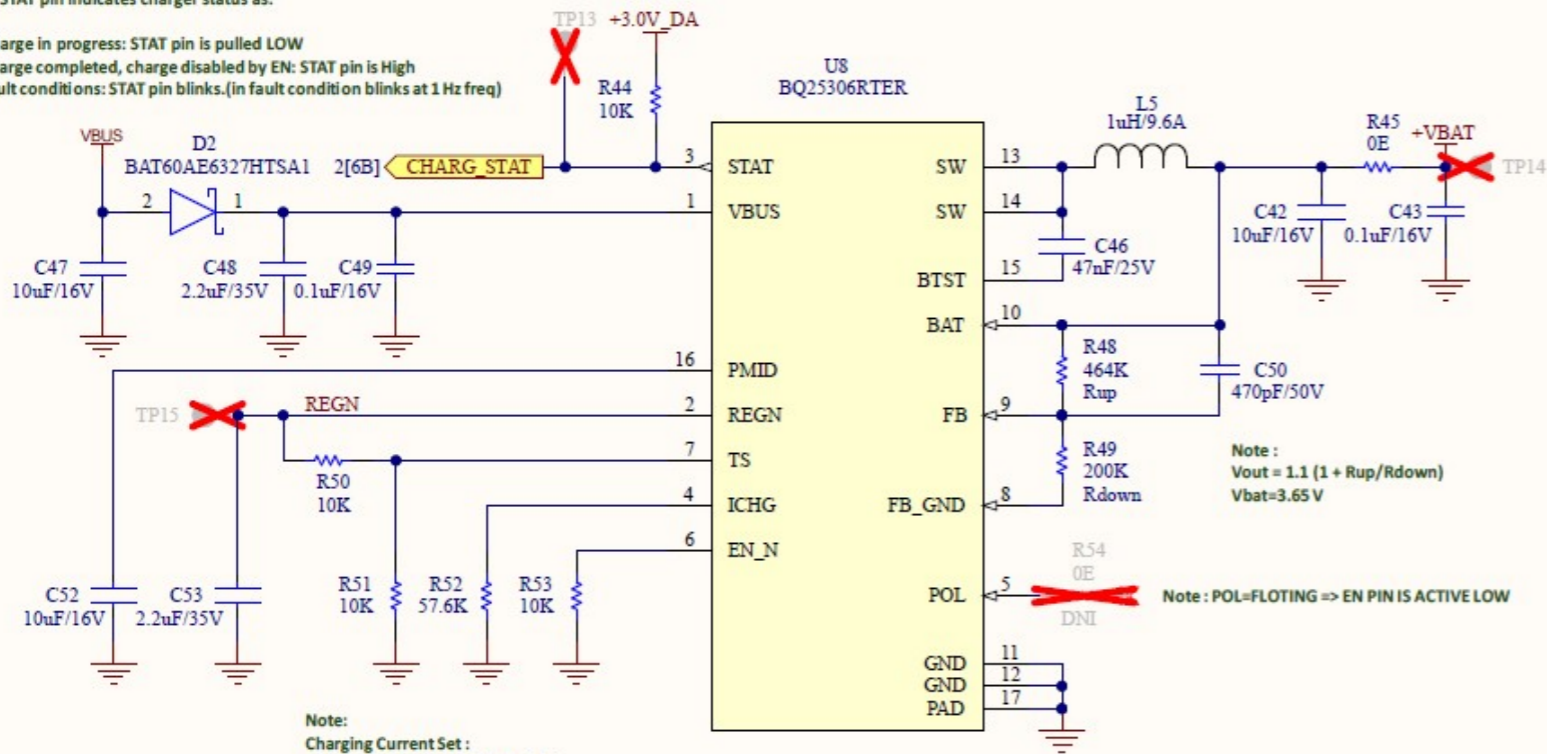 STAT pin indicates charger status as:
arge in progress: STAT pin is pulled LOW
arge completed, charge disabled by EN: STAT pin is High
ult conditions: STAT pin blinks.(in fault condition blinks at 1 Hz freq)
TP13 +3.0V_DA
R44
10K
U8
BQ25306RTER
VBUS
D2
BAT60AE6327HTSA1
2[6B] CHARG_STAT
2 1
C47
10uF/16V
C48
2.2uF/35V
C49
0.1uF/16V
3 STAT
1 VBUS
16 PMID
2 REGN
7 TS
4 ICHG
6 EN_N
SW 13
SW 14
BTST 15
BAT 10
FB 9
FB_GND 8
POL 5
GND 11
GND 12
PAD 17
L5
1uH/9.6A
R45
0E
+VBAT
TP14
C42
10uF/16V
C43
0.1uF/16V
C46
47nF/25V
R48
464K
Rup
C50
470pF/50V
R49
200K
Rdown
Note :
Vout = 1.1 (1 + Rup/Rdown)
Vbat=3.65 V
TP15
REGN
R50
10K
C52
10uF/16V
C53
2.2uF/35V
R51
10K
R52
57.6K
R53
10K
R54
0E
DNI
Note : POL=FLOTING => EN PIN IS ACTIVE LOW
Note:
Charging Current Set :